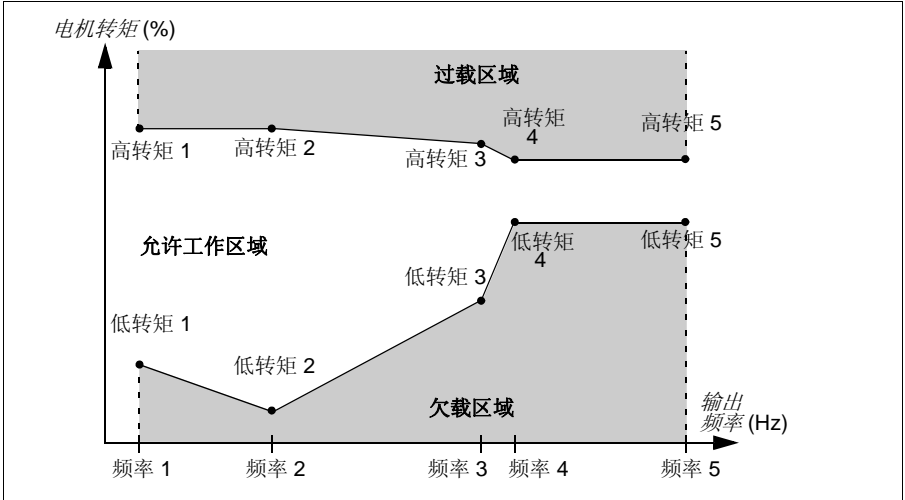 电机转矩 (%)
过载区域
高转矩 1
高转矩 2
高转矩 3
高转矩
4
高转矩 5
允许工作区域
低转矩 1
低转矩 2
低转矩 3
低转矩
4
低转矩 5
欠载区域
输出
频率 (Hz)
频率 1
频率 2
频率 3
频率 4
频率 5